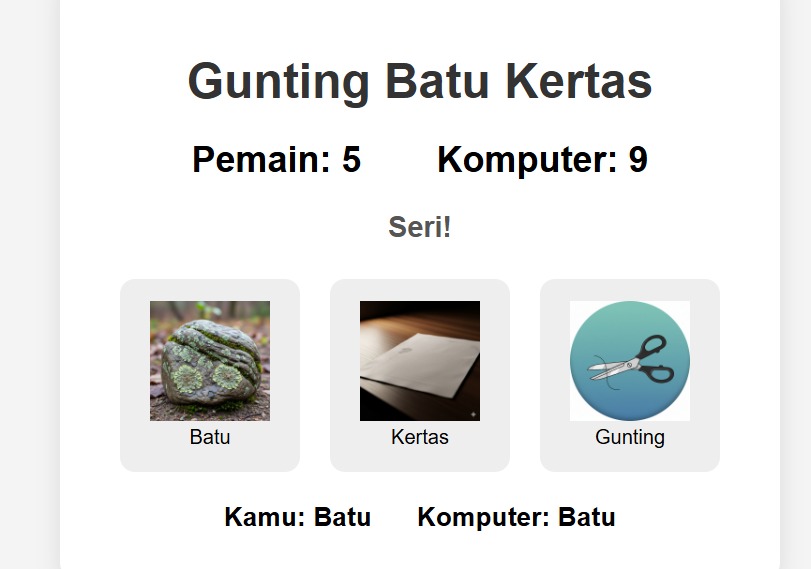 Gunting Batu Kertas
Pemain: 5 Komputer: 9
Seri!
Batu Kertas Gunting
Kamu: Batu Komputer: Batu